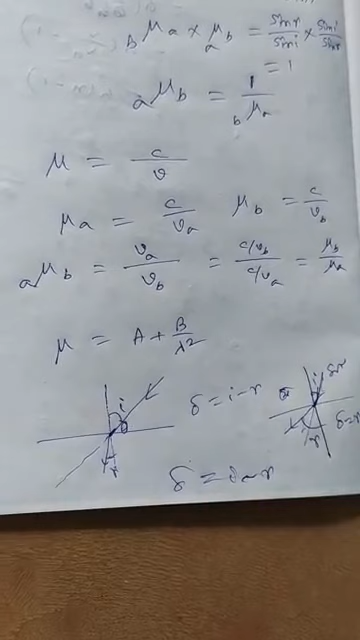 bμa × aμb = sin r / sin i × sin i / sin r
= 1
aμb = 1 / bμa
μ = c / v
μa = c / va   μb = c / vb
aμb = va / vb = c/vb / c/va = μb / μa
μ = A + B / λ²
i
δ = i - r
r
δ = i ~ r